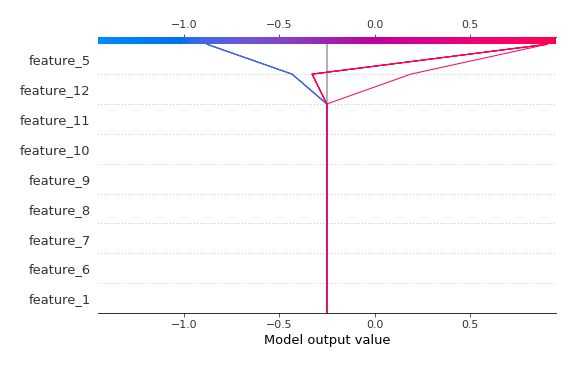 −1.0 −0.5 0.0 0.5
feature_5
feature_12
feature_11
feature_10
feature_9
feature_8
feature_7
feature_6
feature_1
−1.0 −0.5 0.0 0.5
Model output value